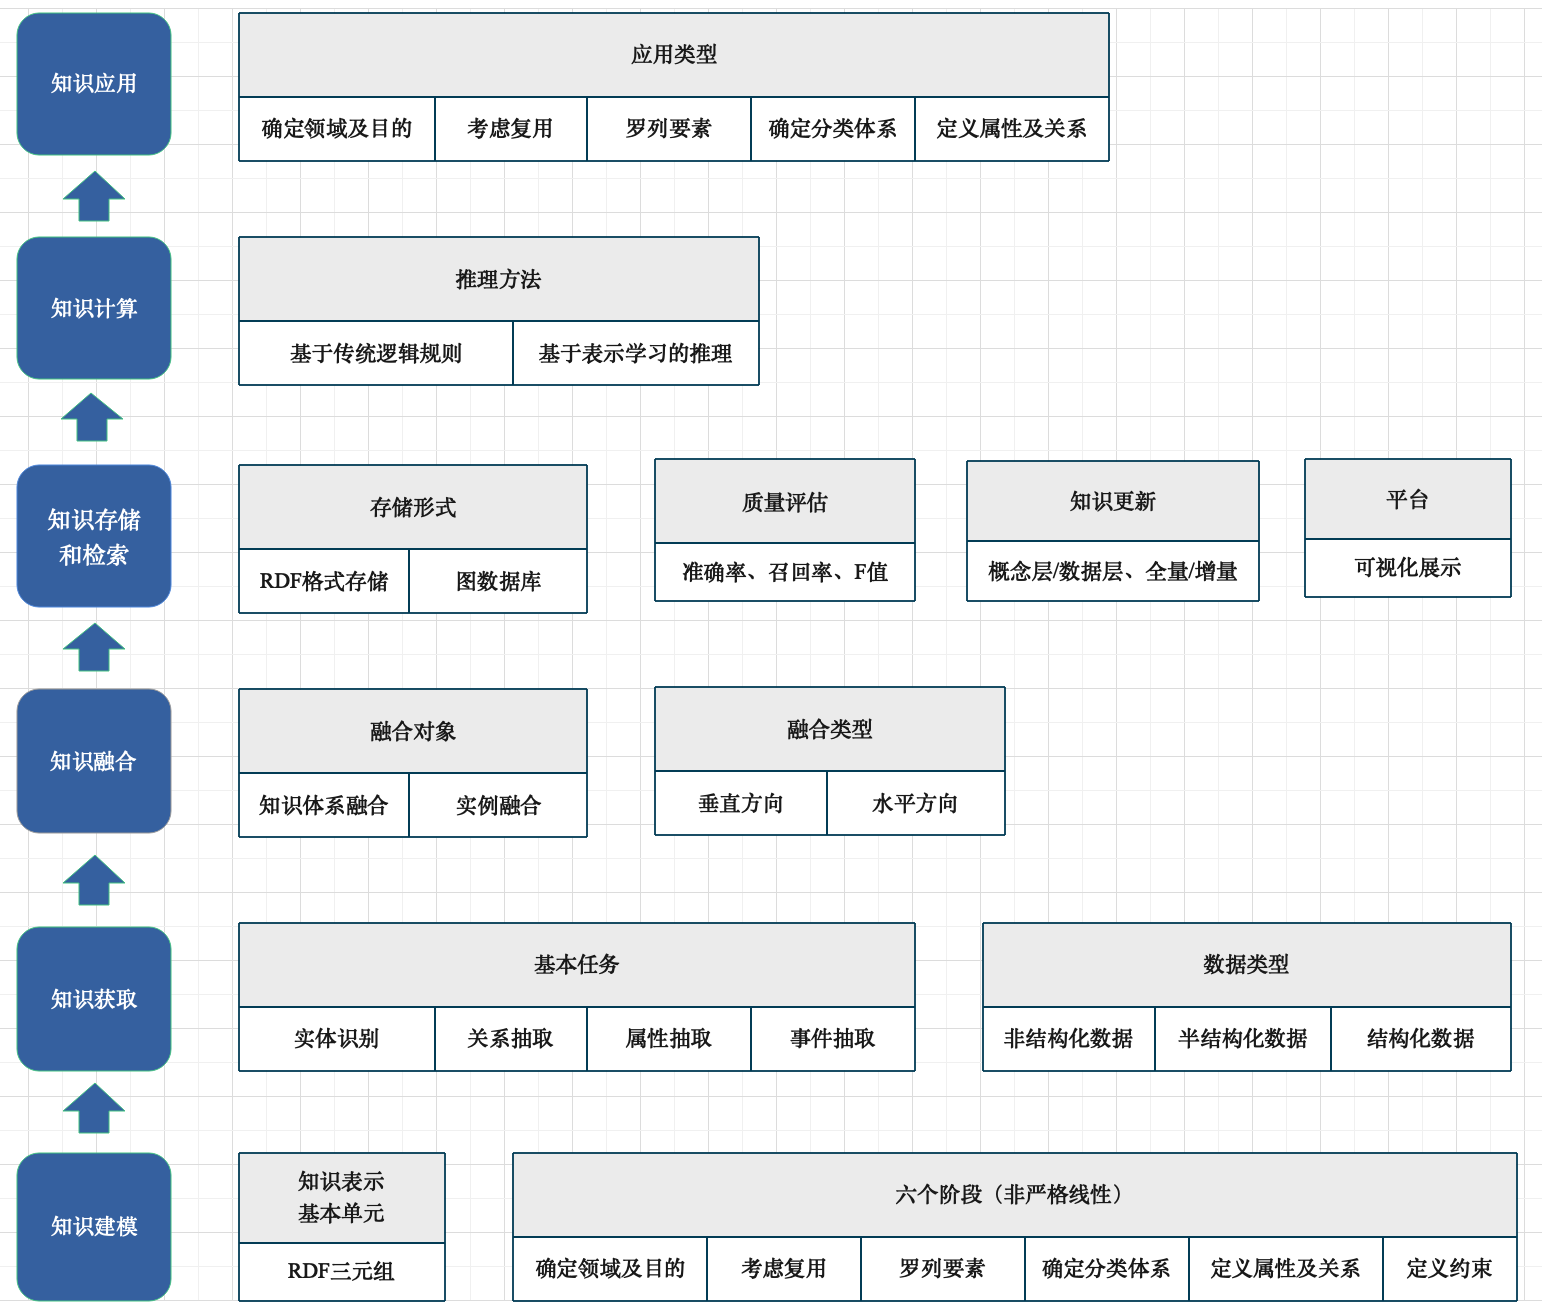 知识应用
应用类型
确定领域及目的
考虑复用
罗列要素
确定分类体系
定义属性及关系
知识计算
推理方法
基于传统逻辑规则
基于表示学习的推理
知识存储
和检索
存储形式
RDF格式存储
图数据库
质量评估
准确率、召回率、F值
知识更新
概念层/数据层、全量/增量
平台
可视化展示
知识融合
融合对象
知识体系融合
实例融合
融合类型
垂直方向
水平方向
知识获取
基本任务
实体识别
关系抽取
属性抽取
事件抽取
数据类型
非结构化数据
半结构化数据
结构化数据
知识建模
知识表示
基本单元
RDF三元组
六个阶段（非严格线性）
确定领域及目的
考虑复用
罗列要素
确定分类体系
定义属性及关系
定义约束